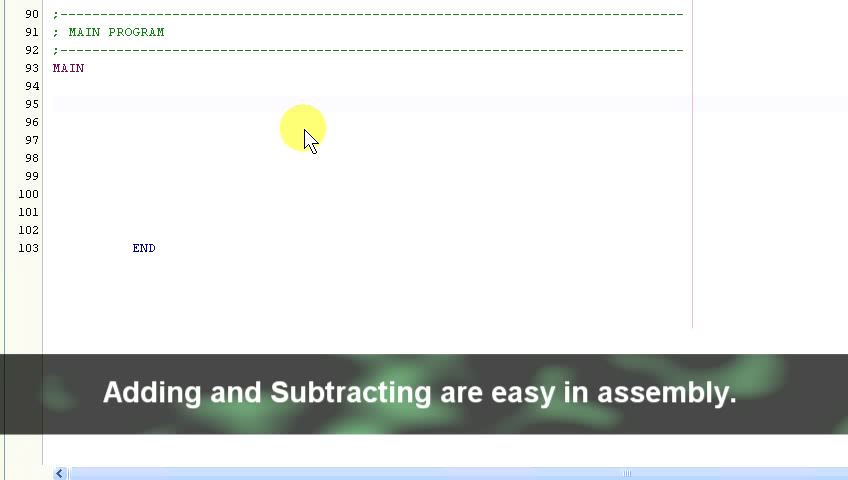 90 ;------------------------------------------------------------------------------
91 ; MAIN PROGRAM
92 ;------------------------------------------------------------------------------
93 MAIN
94
95
96
97
98
99
100
101
102
103 END
Adding and Subtracting are easy in assembly.